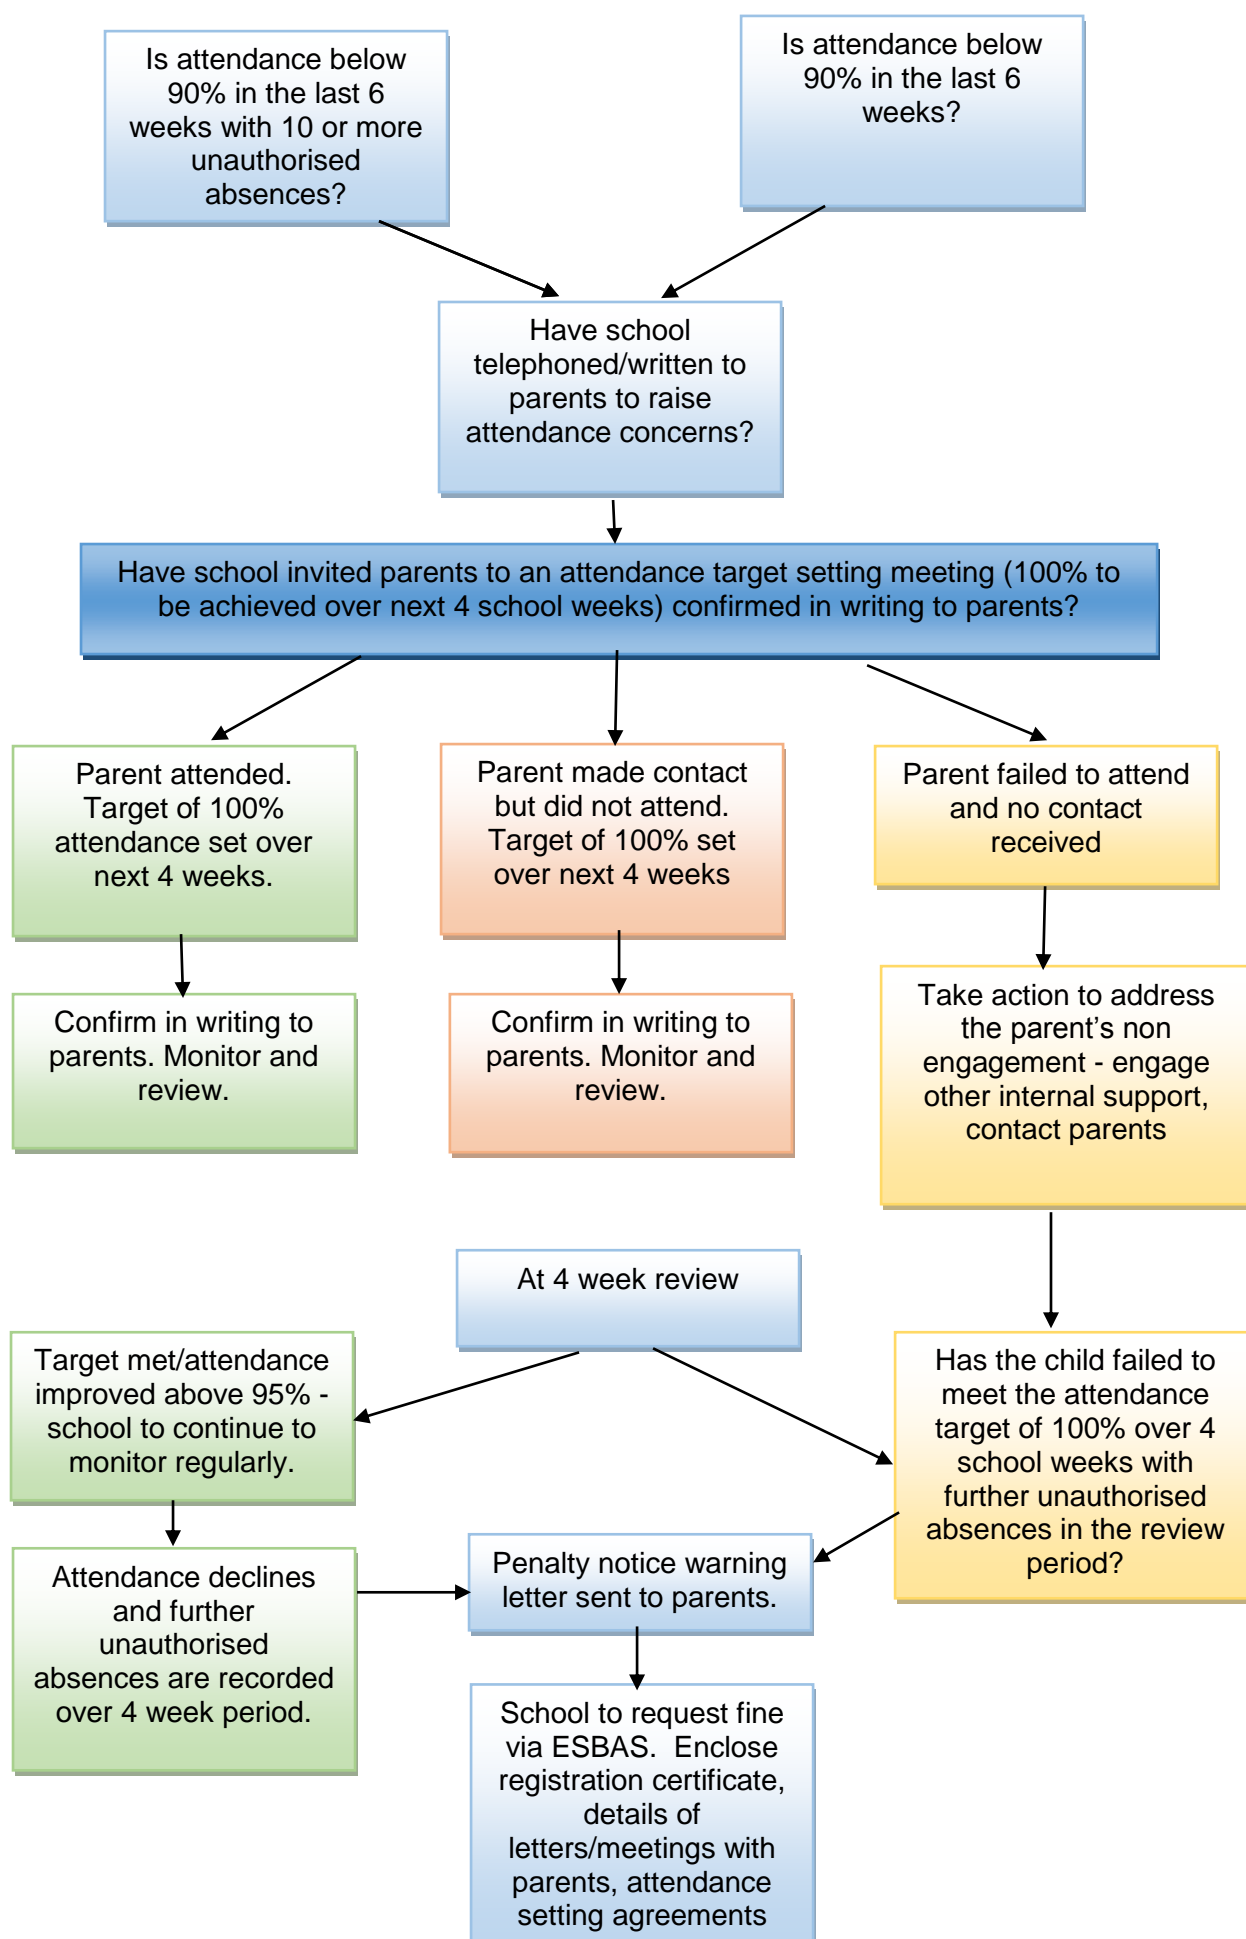 Is attendance below
90% in the last 6
weeks with 10 or more
unauthorised
absences?
Is attendance below
90% in the last 6
weeks?
Have school
telephoned/written to
parents to raise
attendance concerns?
Have school invited parents to an attendance target setting meeting (100% to
be achieved over next 4 school weeks) confirmed in writing to parents?
Parent attended.
Target of 100%
attendance set over
next 4 weeks.
Parent made contact
but did not attend.
Target of 100% set
over next 4 weeks
Parent failed to attend
and no contact
received
Confirm in writing to
parents. Monitor and
review.
Confirm in writing to
parents. Monitor and
review.
Take action to address
the parent’s non
engagement - engage
other internal support,
contact parents
At 4 week review
Target met/attendance
improved above 95% -
school to continue to
monitor regularly.
Has the child failed to
meet the attendance
target of 100% over 4
school weeks with
further unauthorised
absences in the review
period?
Attendance declines
and further
unauthorised
absences are recorded
over 4 week period.
Penalty notice warning
letter sent to parents.
School to request fine
via ESBAS.  Enclose
registration certificate,
details of
letters/meetings with
parents, attendance
setting agreements